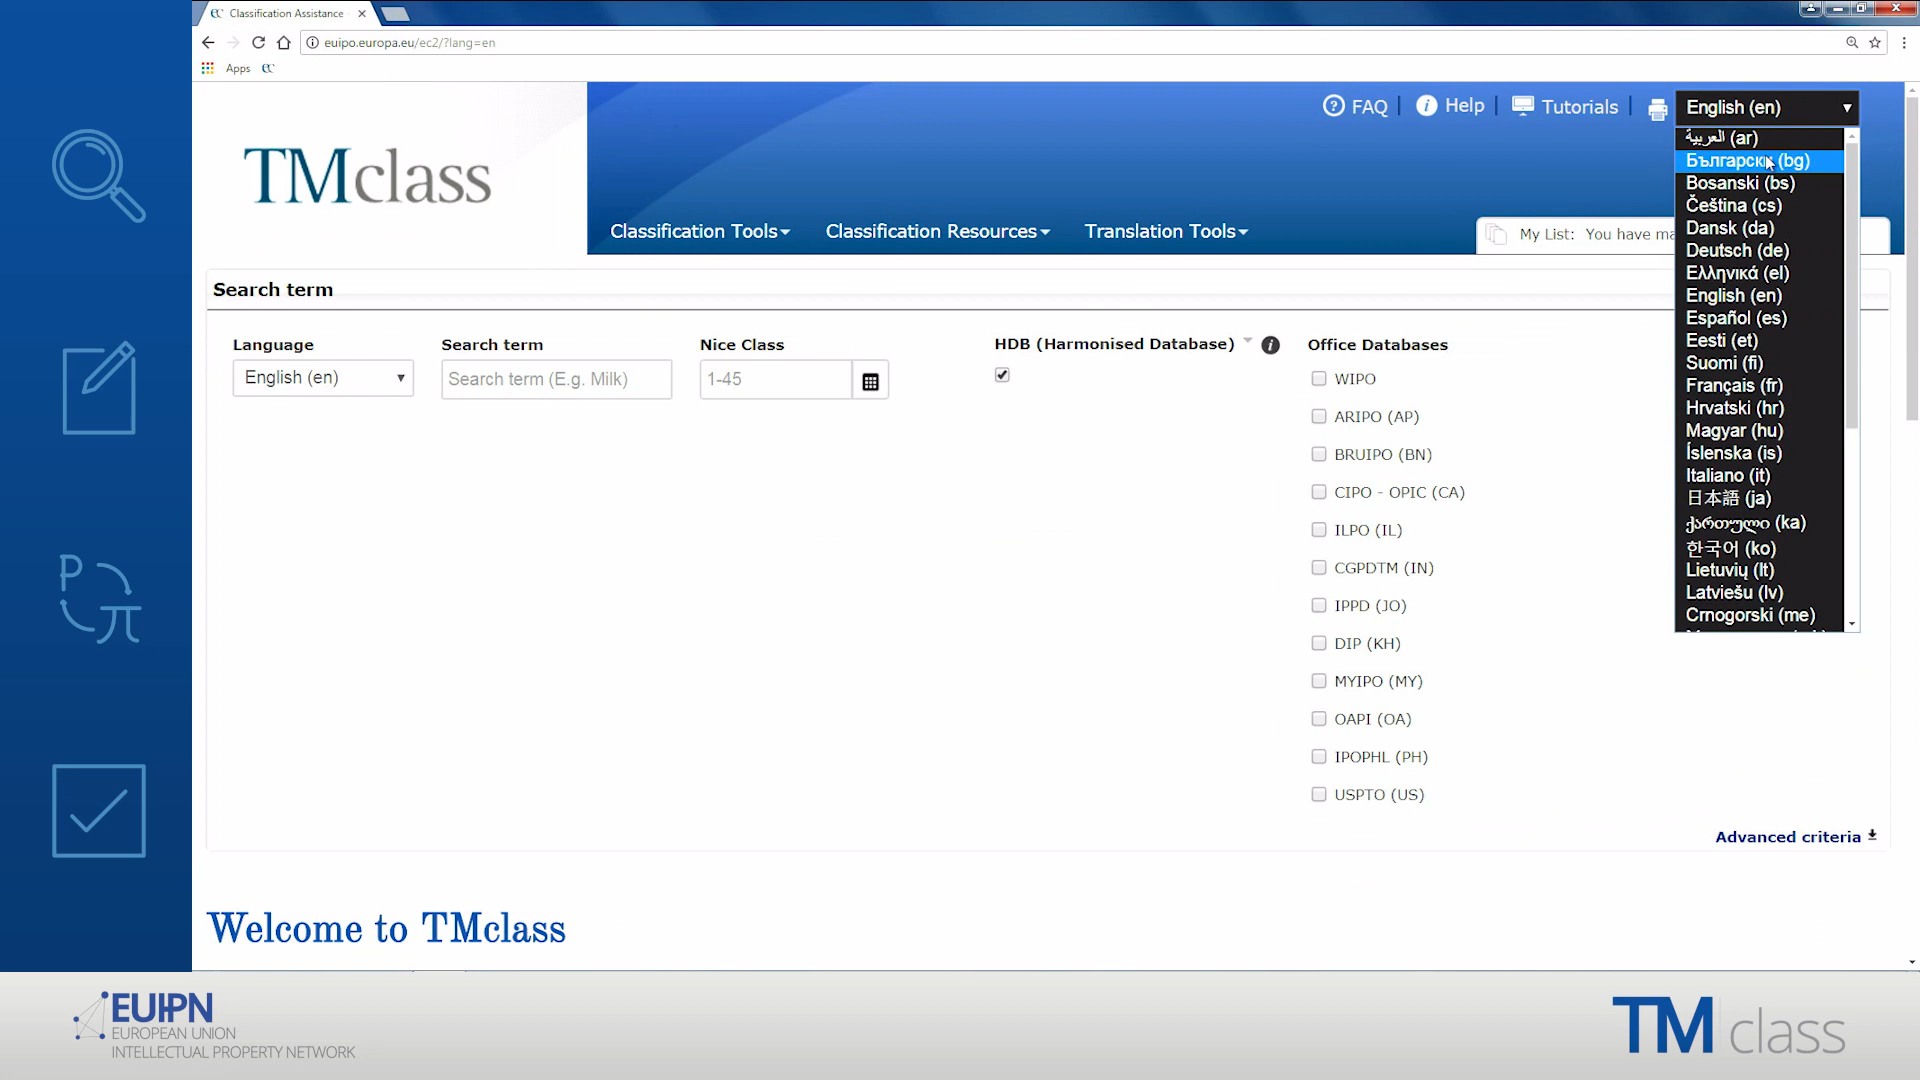 Classification Assistance
euipo.europa.eu/ec2/?lang=en
Apps
FAQ
Help
Tutorials
English (en)
TMclass
Classification Tools
Classification Resources
Translation Tools
My List: You have
العربية (ar)
Български (bg)
Bosanski (bs)
Čeština (cs)
Dansk (da)
Deutsch (de)
Ελληνικά (el)
English (en)
Español (es)
Eesti (et)
Suomi (fi)
Français (fr)
Hrvatski (hr)
Magyar (hu)
Íslenska (is)
Italiano (it)
日本語 (ja)
ქართული (ka)
한국어 (ko)
Lietuvių (lt)
Latviešu (lv)
Crnogorski (me)
Search term
Language
English (en)
Search term
Search term (E.g. Milk)
Nice Class
1-45
HDB (Harmonised Database)
Office Databases
WIPO
ARIPO (AP)
BRUIPO (BN)
CIPO - OPIC (CA)
ILPO (IL)
CGPDTM (IN)
IPPD (JO)
DIP (KH)
MYIPO (MY)
OAPI (OA)
IPOPHL (PH)
USPTO (US)
Advanced criteria
Welcome to TMclass
EUIPN
EUROPEAN UNION
INTELLECTUAL PROPERTY NETWORK
TM class